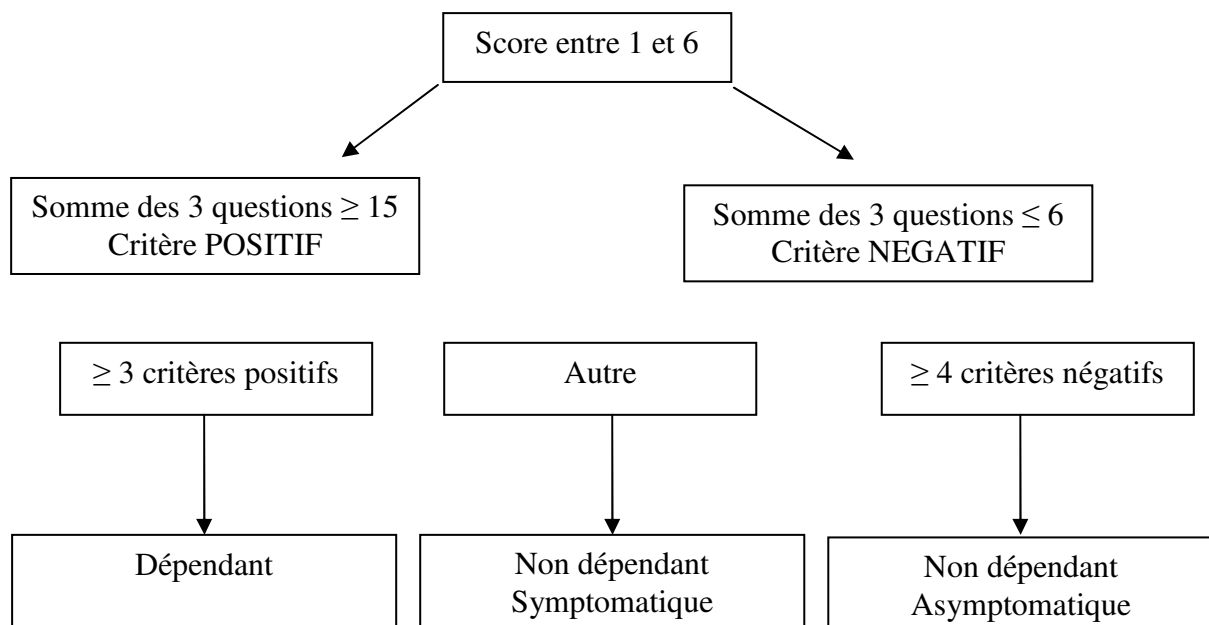 Score entre 1 et 6
Somme des 3 questions ≥ 15
Critère POSITIF
Somme des 3 questions ≤ 6
Critère NEGATIF
≥ 3 critères positifs
Autre
≥ 4 critères négatifs
Dépendant
Non dépendant
Symptomatique
Non dépendant
Asymptomatique